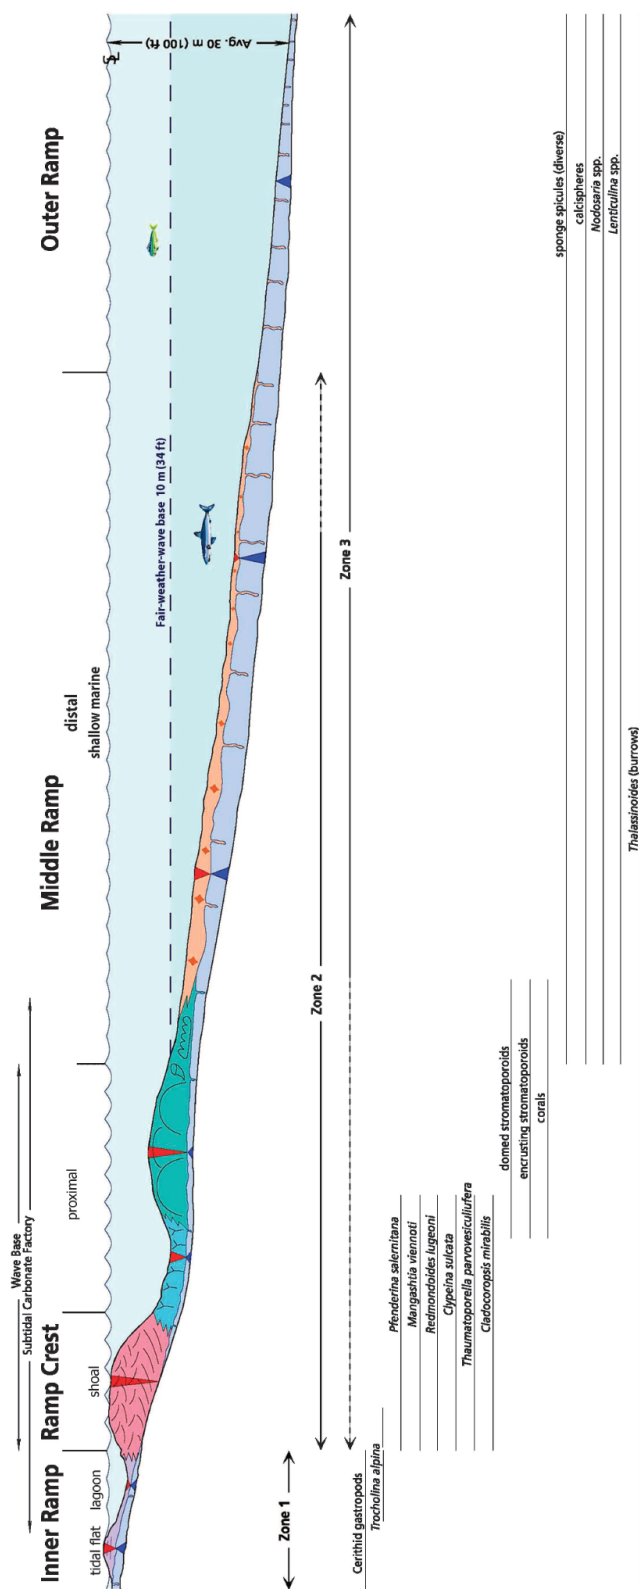 Inner Ramp
Ramp Crest
Middle Ramp
Outer Ramp
Wave Base
Subtidal Carbonate Factory
tidal flat
lagoon
shoal
proximal
distal
shallow marine
SL
Avg. 30 m (100 ft)
Fair-weather-wave base 10 m (34 ft)
Zone 1
Zone 2
Zone 3
Cerithid gastropods
Trocholina alpina
Pfenderina salernitana
Mangashtia viennoti
Redmondoides lugeoni
Clypeina sulcata
Thaumatoporella parvovesiculiufera
Cladocoropsis mirabilis
domed stromatoporoids
encrusting stromatoporoids
corals
sponge spicules (diverse)
calcispheres
Nodosaria spp.
Lenticulina spp.
Thalassinoides (burrows)